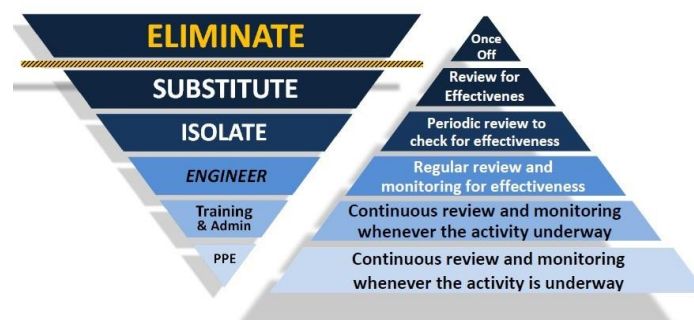 ELIMINATE
SUBSTITUTE
ISOLATE
ENGINEER
Training
& Admin
PPE
Once
Off
Review for
Effectivenes
Periodic review to
check for effectiveness
Regular review and
monitoring for effectiveness
Continuous review and monitoring
whenever the activity underway
Continuous review and monitoring
whenever the activity is underway